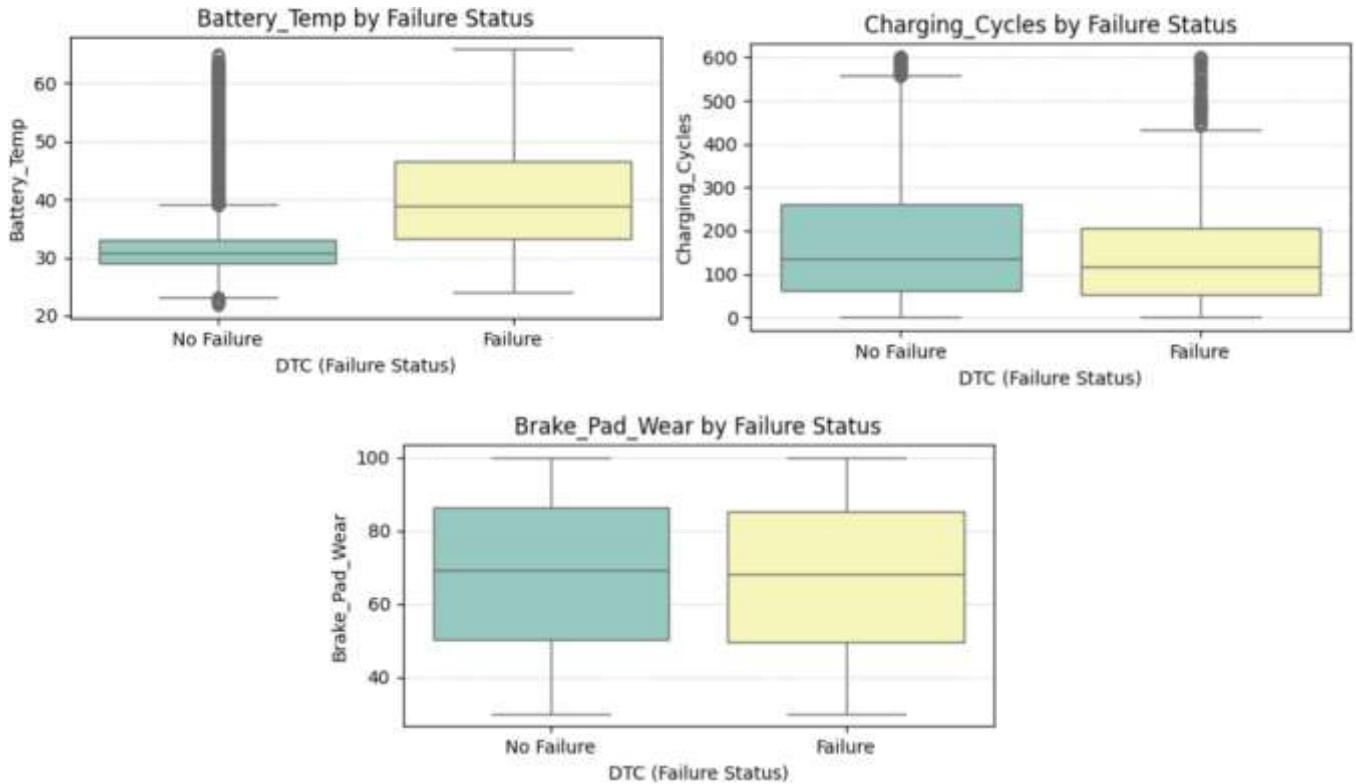 Battery_Temp by Failure Status
Battery_Temp
60
50
40
30
20
No Failure
Failure
DTC (Failure Status)
Charging_Cycles by Failure Status
Charging_Cycles
600
500
400
300
200
100
0
No Failure
Failure
DTC (Failure Status)
Brake_Pad_Wear by Failure Status
Brake_Pad_Wear
100
80
60
40
No Failure
Failure
DTC (Failure Status)